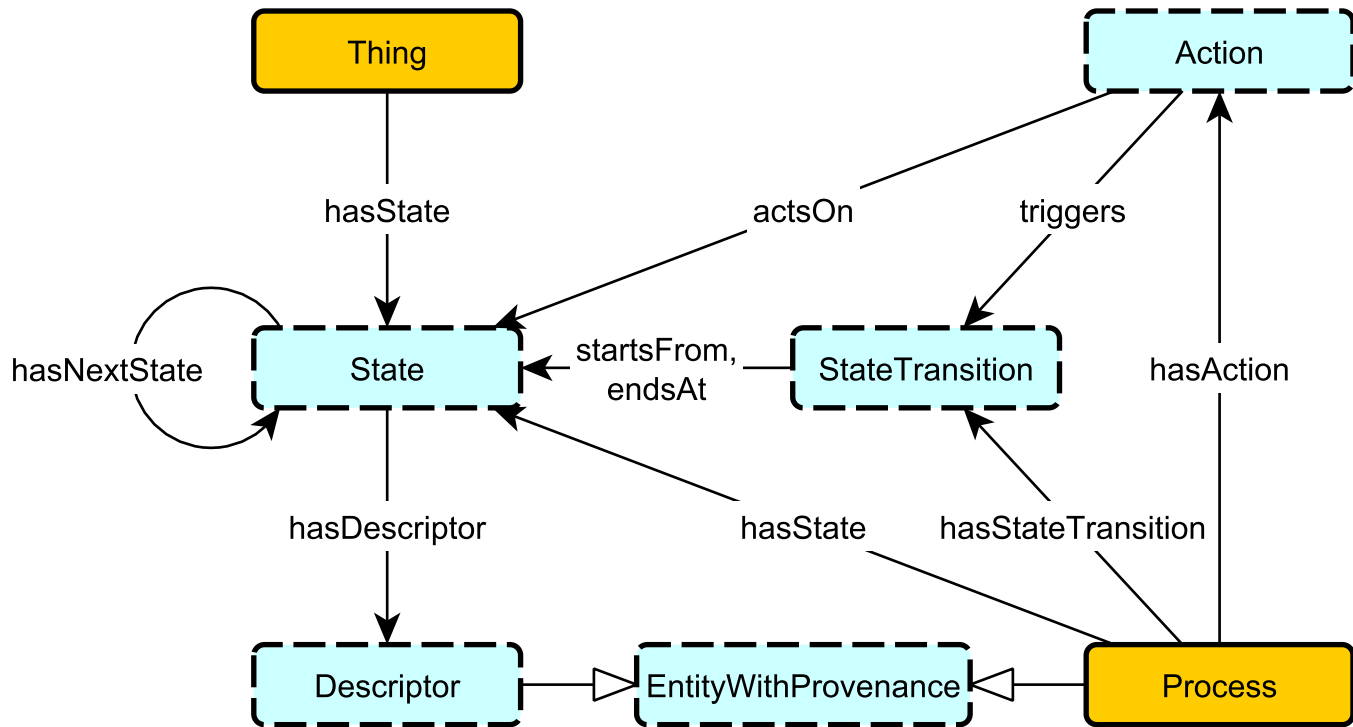 Thing
Action
hasState
actsOn
triggers
hasNextState
State
startsFrom,
endsAt
StateTransition
hasAction
hasDescriptor
hasState
hasStateTransition
Descriptor
EntityWithProvenance
Process